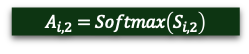 A_{i,2} = Softmax(S_{i,2})